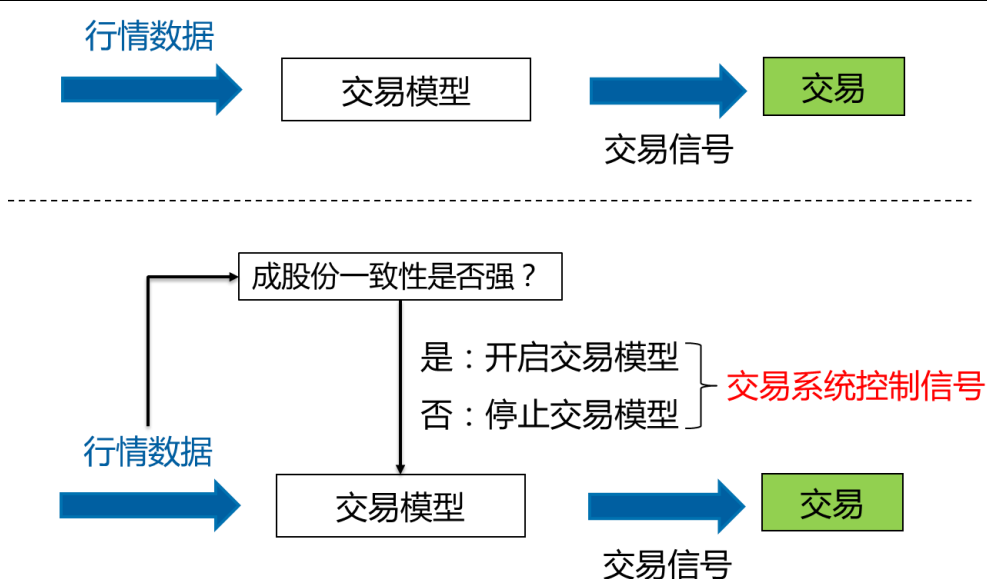 行情数据
交易模型
交易
交易信号
成股份一致性是否强？
是：开启交易模型
否：停止交易模型
交易系统控制信号
行情数据
交易模型
交易
交易信号